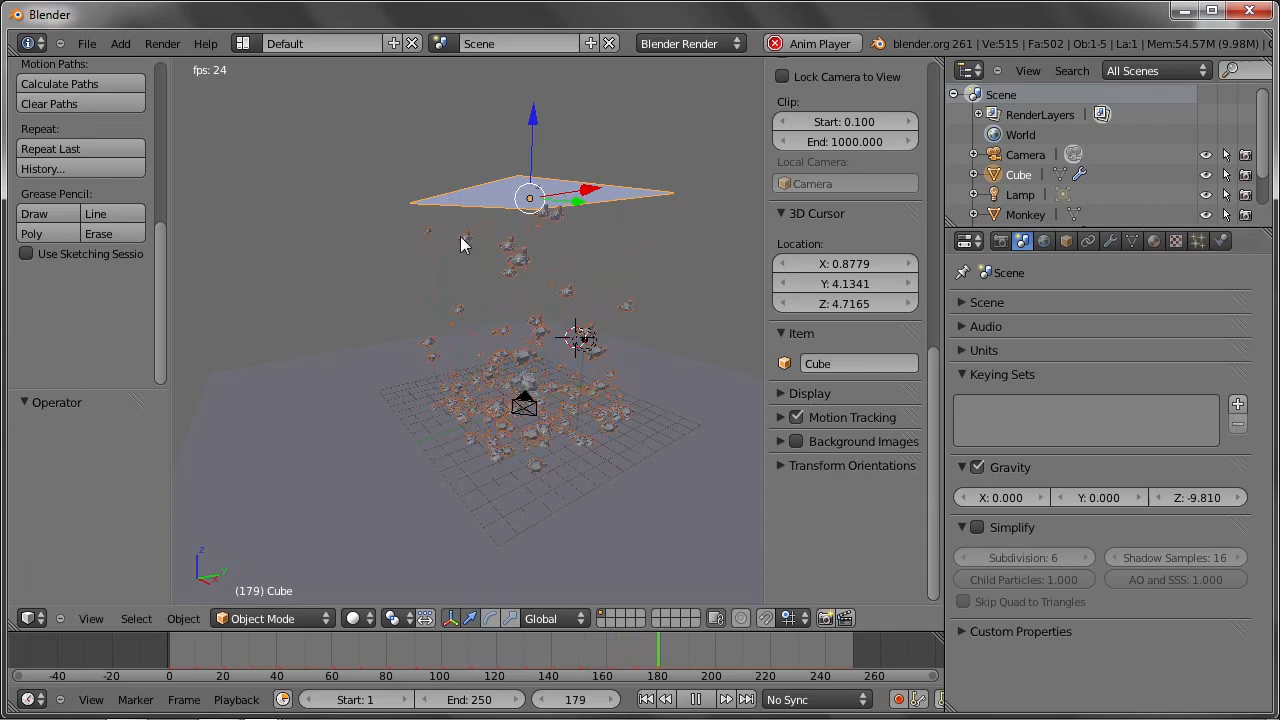 Blender
File Add Render Help Default Scene Blender Render Anim Player blender.org 261 | Ve:515 | Fa:502 | Ob:1-5 | La:1 | Mem:54.57M (9.98M) |
Motion Paths:
Calculate Paths
Clear Paths
Repeat:
Repeat Last
History...
Grease Pencil:
Draw Line
Poly Erase
Use Sketching Sessio
Operator
fps: 24
z
y
x
(179) Cube
Lock Camera to View
Clip:
Start: 0.100
End: 1000.000
Local Camera:
Camera
3D Cursor
Location:
X: 0.8779
Y: 4.1341
Z: 4.7165
Item
Cube
Display
Motion Tracking
Background Images
Transform Orientations
View Search All Scenes
Scene
RenderLayers
World
Camera
Cube
Lamp
Monkey
Scene
Scene
Audio
Units
Keying Sets
Gravity
X: 0.000 Y: 0.000 Z: -9.810
Simplify
Subdivision: 6 Shadow Samples: 16
Child Particles: 1.000 AO and SSS: 1.000
Skip Quad to Triangles
Custom Properties
View Select Object Object Mode Global
-40 -20 0 20 40 60 80 100 120 140 160 180 200 220 240 260
View Marker Frame Playback Start: 1 End: 250 179 No Sync